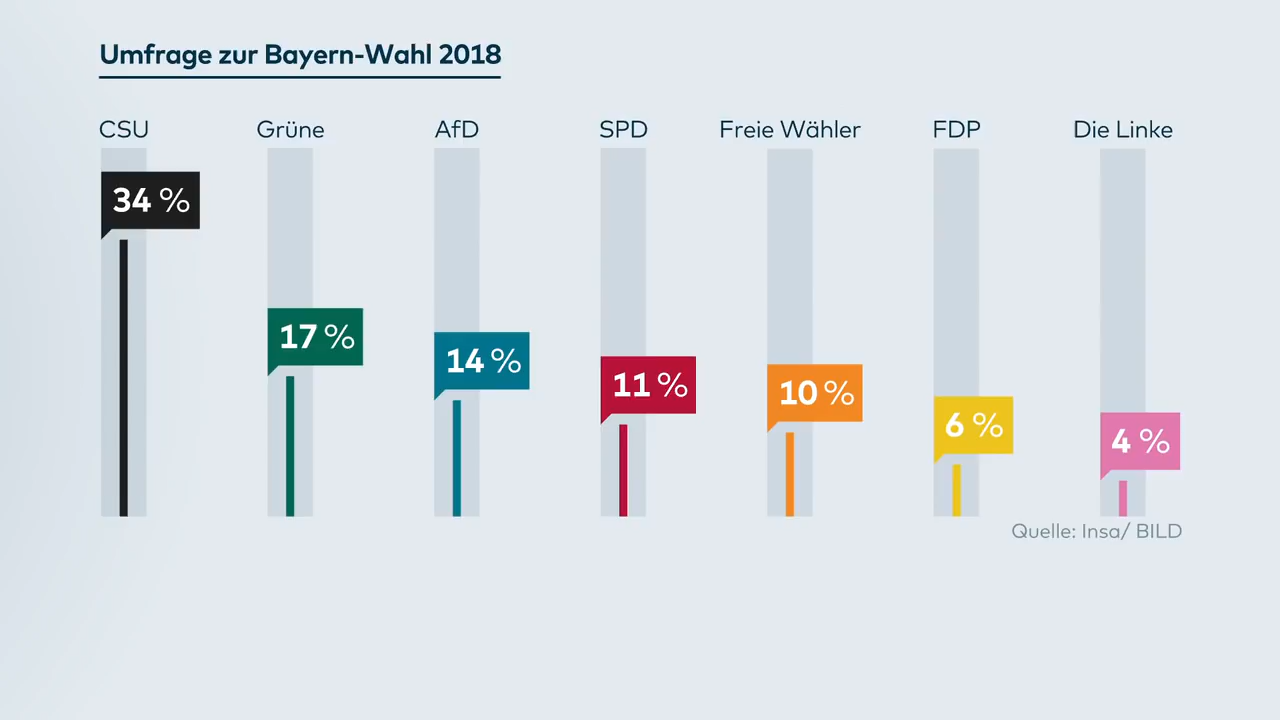 Umfrage zur Bayern-Wahl 2018
CSU Grüne AfD SPD Freie Wähler FDP Die Linke
34 %
17 %
14 %
11 %
10 %
6 %
4 %
Quelle: Insa/ BILD